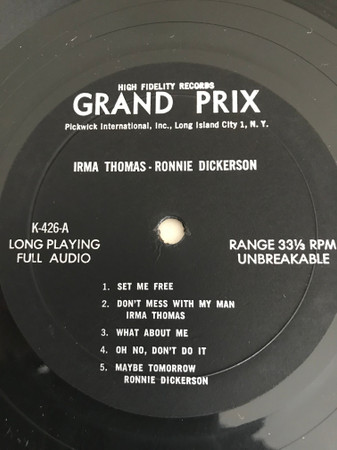 HIGH FIDELITY RECORDS
GRAND PRIX
Pickwick International, Inc., Long Island City 1, N. Y.
IRMA THOMAS - RONNIE DICKERSON
K-426-A
LONG PLAYING
FULL AUDIO
RANGE 33⅓ RPM
UNBREAKABLE
1. SET ME FREE
2. DON'T MESS WITH MY MAN
IRMA THOMAS
3. WHAT ABOUT ME
4. OH NO, DON'T DO IT
5. MAYBE TOMORROW
RONNIE DICKERSON